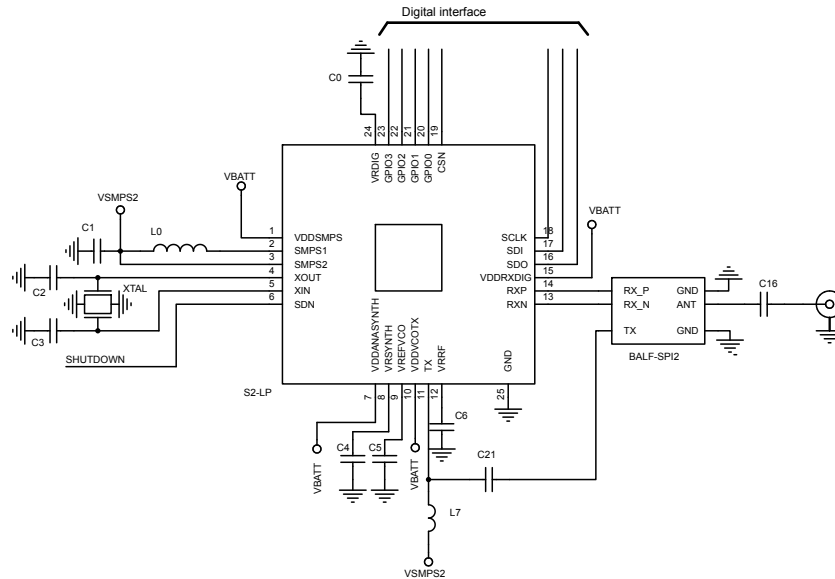 Digital interface
C0
24
23
22
21
20
19
VRDIG
GPIO3
GPIO2
GPIO1
GPIO0
CSN
VBATT
VSMPS2
C1
L0
1
2
3
4
5
6
VDDSMPS
SMPS1
SMPS2
XOUT
XIN
SDN
C2
XTAL
C3
SHUTDOWN
SCLK
SDI
SDO
VDDRXDIG
RXP
RXN
18
17
16
15
14
13
VBATT
RX_P
RX_N
TX
GND
ANT
GND
C16
BALF-SPI2
S2-LP
VDDANASYNTH
VRSYNTH
VREFVCO
VDDVCOTX
TX
VRRF
GND
7
8
9
10
11
12
25
C6
C4
C5
VBATT
VBATT
C21
L7
VSMPS2